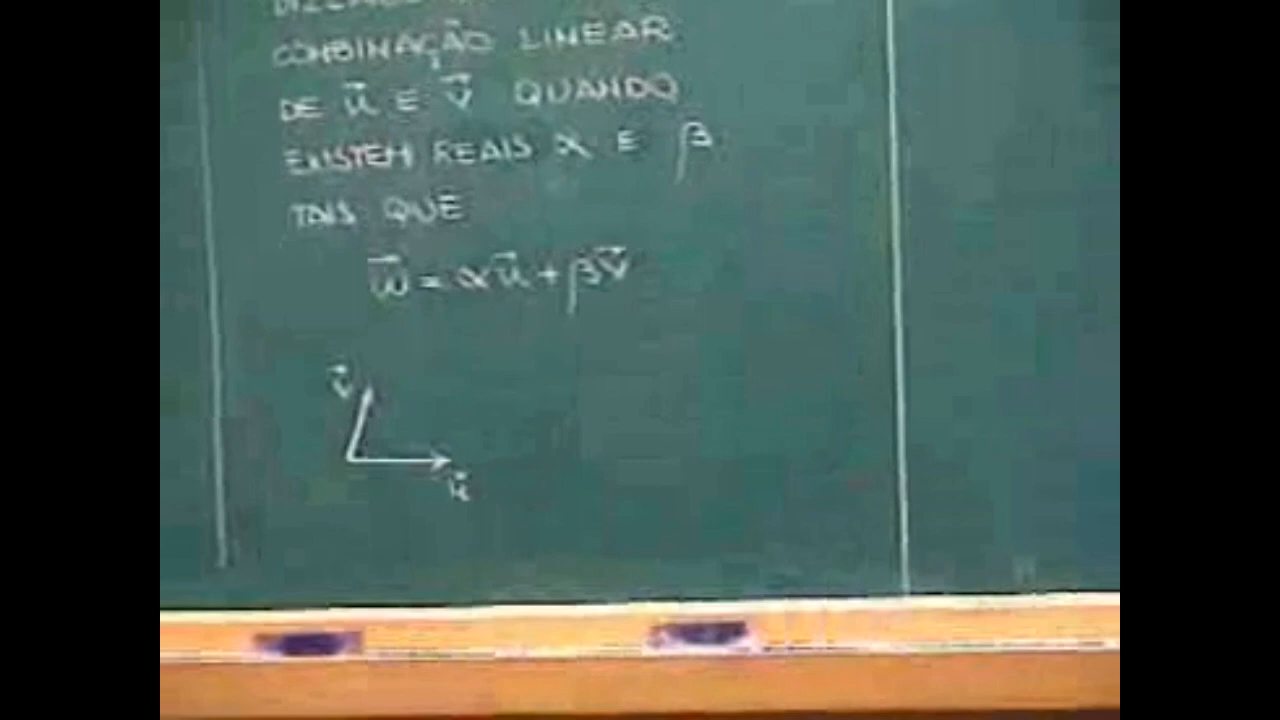 COMBINAÇÃO LINEAR
DE u⃗ E v⃗ QUANDO
EXISTEM REAIS α E β
TAIS QUE
w⃗ = αu⃗ + βv⃗
v⃗
u⃗